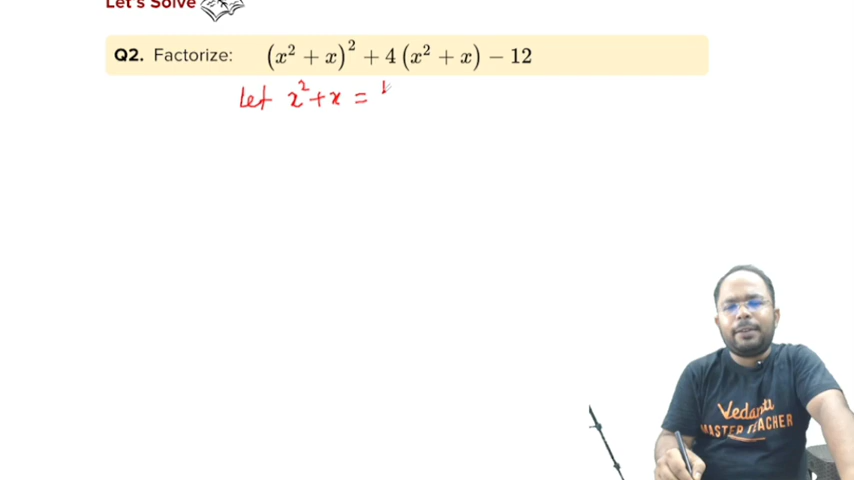 Let's Solve
Q2. Factorize: (x² + x)² + 4 (x² + x) − 12
Let x² + x =
Vedantu
MASTER TEACHER